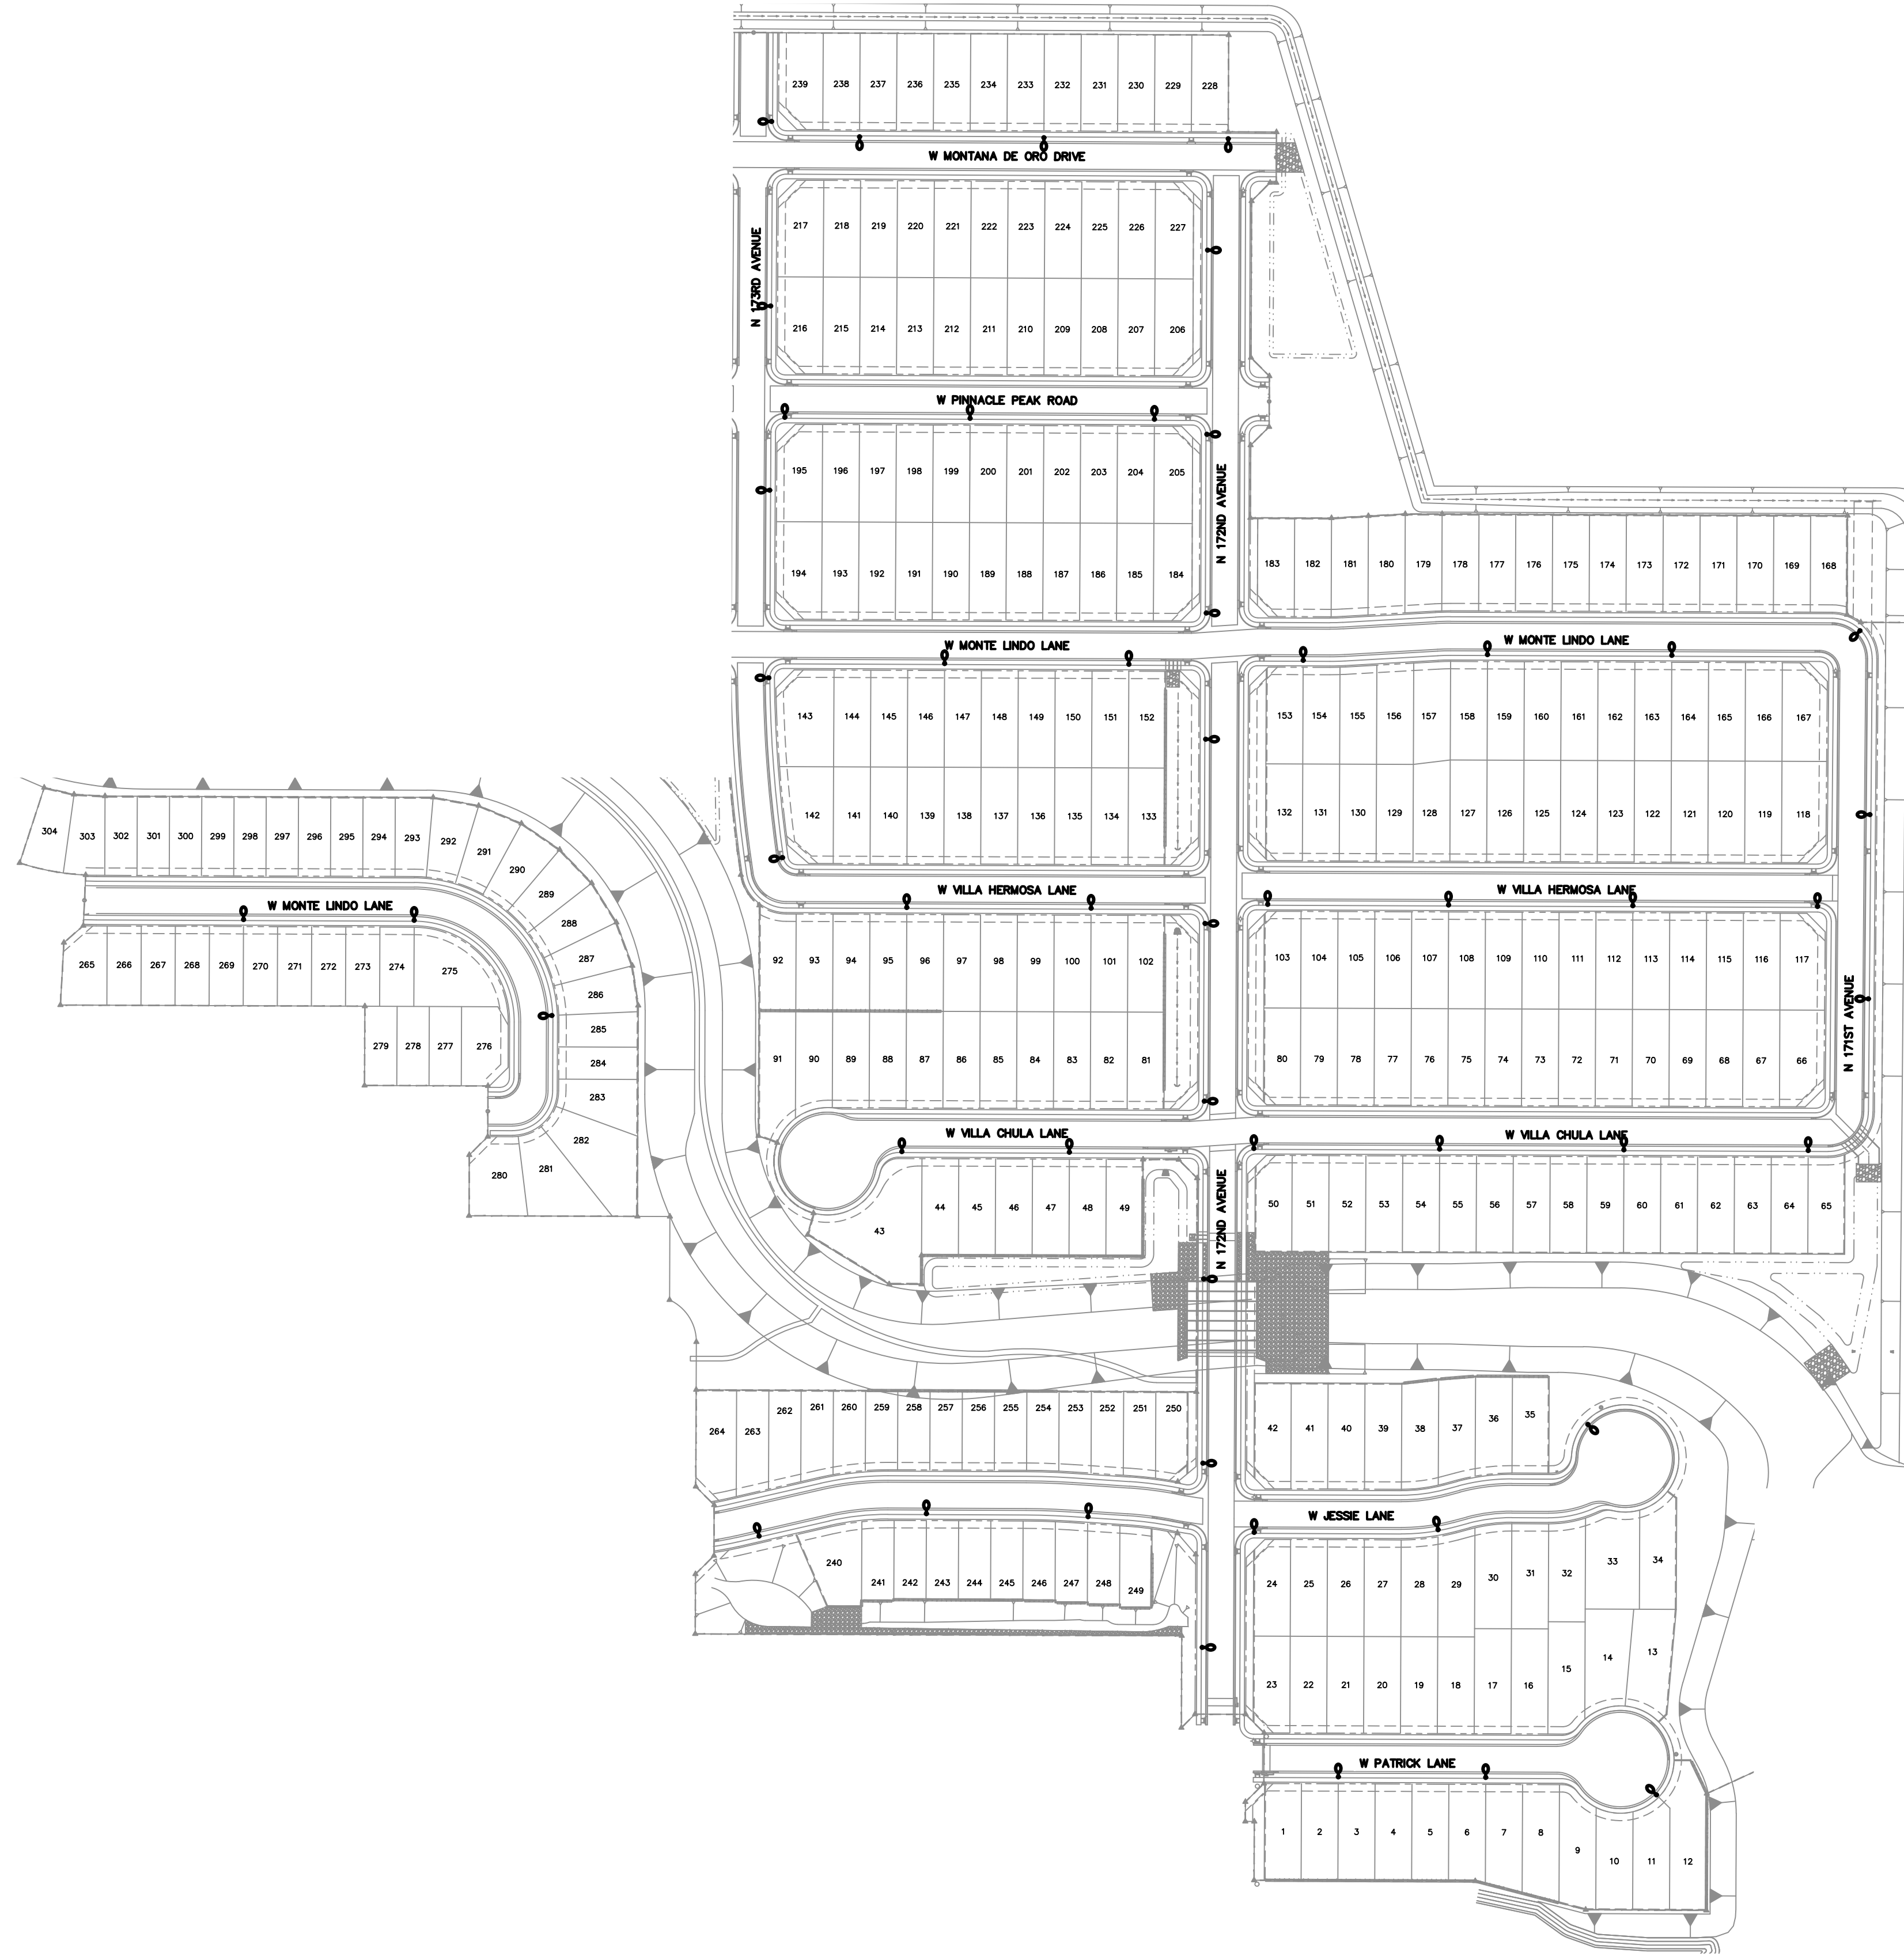 239 238 237 236 235 234 233 232 231 230 229 228
W MONTANA DE ORO DRIVE
217 218 219 220 221 222 223 224 225 226 227
N 173RD AVENUE
216 215 214 213 212 211 210 209 208 207 206
W PINNACLE PEAK ROAD
195 196 197 198 199 200 201 202 203 204 205
N 172ND AVENUE
194 193 192 191 190 189 188 187 186 185 184
183 182 181 180 179 178 177 176 175 174 173 172 171 170 169 168
W MONTE LINDO LANE
W MONTE LINDO LANE
143 144 145 146 147 148 149 150 151 152
153 154 155 156 157 158 159 160 161 162 163 164 165 166 167
142 141 140 139 138 137 136 135 134 133
132 131 130 129 128 127 126 125 124 123 122 121 120 119 118
304 303 302 301 300 299 298 297 296 295 294 293 292 291 290 289 288 287 286 285 284 283 282 281 280
W MONTE LINDO LANE
265 266 267 268 269 270 271 272 273 274 275
279 278 277 276
W VILLA HERMOSA LANE
W VILLA HERMOSA LANE
92 93 94 95 96 97 98 99 100 101 102
103 104 105 106 107 108 109 110 111 112 113 114 115 116 117
N 171ST AVENUE
91 90 89 88 87 86 85 84 83 82 81
80 79 78 77 76 75 74 73 72 71 70 69 68 67 66
W VILLA CHULA LANE
W VILLA CHULA LANE
43 44 45 46 47 48 49
N 172ND AVENUE
50 51 52 53 54 55 56 57 58 59 60 61 62 63 64 65
264 263 262 261 260 259 258 257 256 255 254 253 252 251 250
42 41 40 39 38 37 36 35
W JESSIE LANE
240 241 242 243 244 245 246 247 248 249
24 25 26 27 28 29 30 31 32 33 34
23 22 21 20 19 18 17 16 15 14 13
W PATRICK LANE
1 2 3 4 5 6 7 8 9 10 11 12